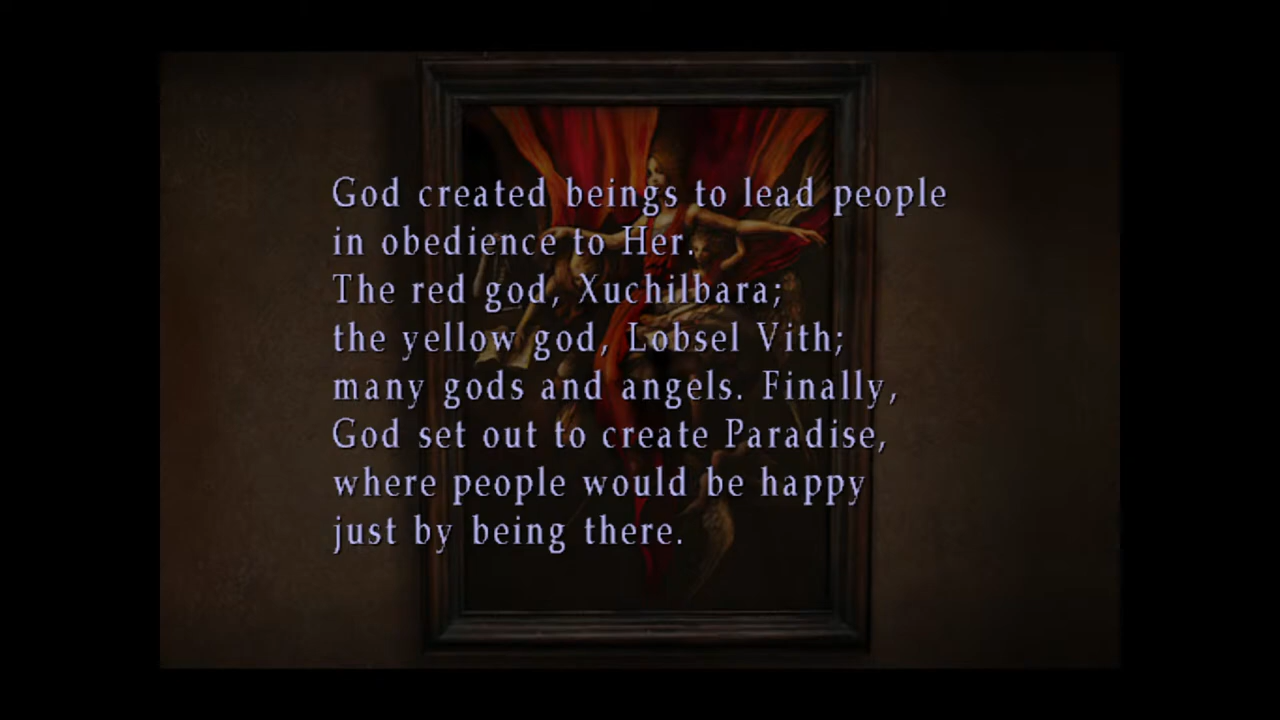 God created beings to lead people
in obedience to Her.
The red god, Xuchilbara;
the yellow god, Lobsel Vith;
many gods and angels. Finally,
God set out to create Paradise,
where people would be happy
just by being there.